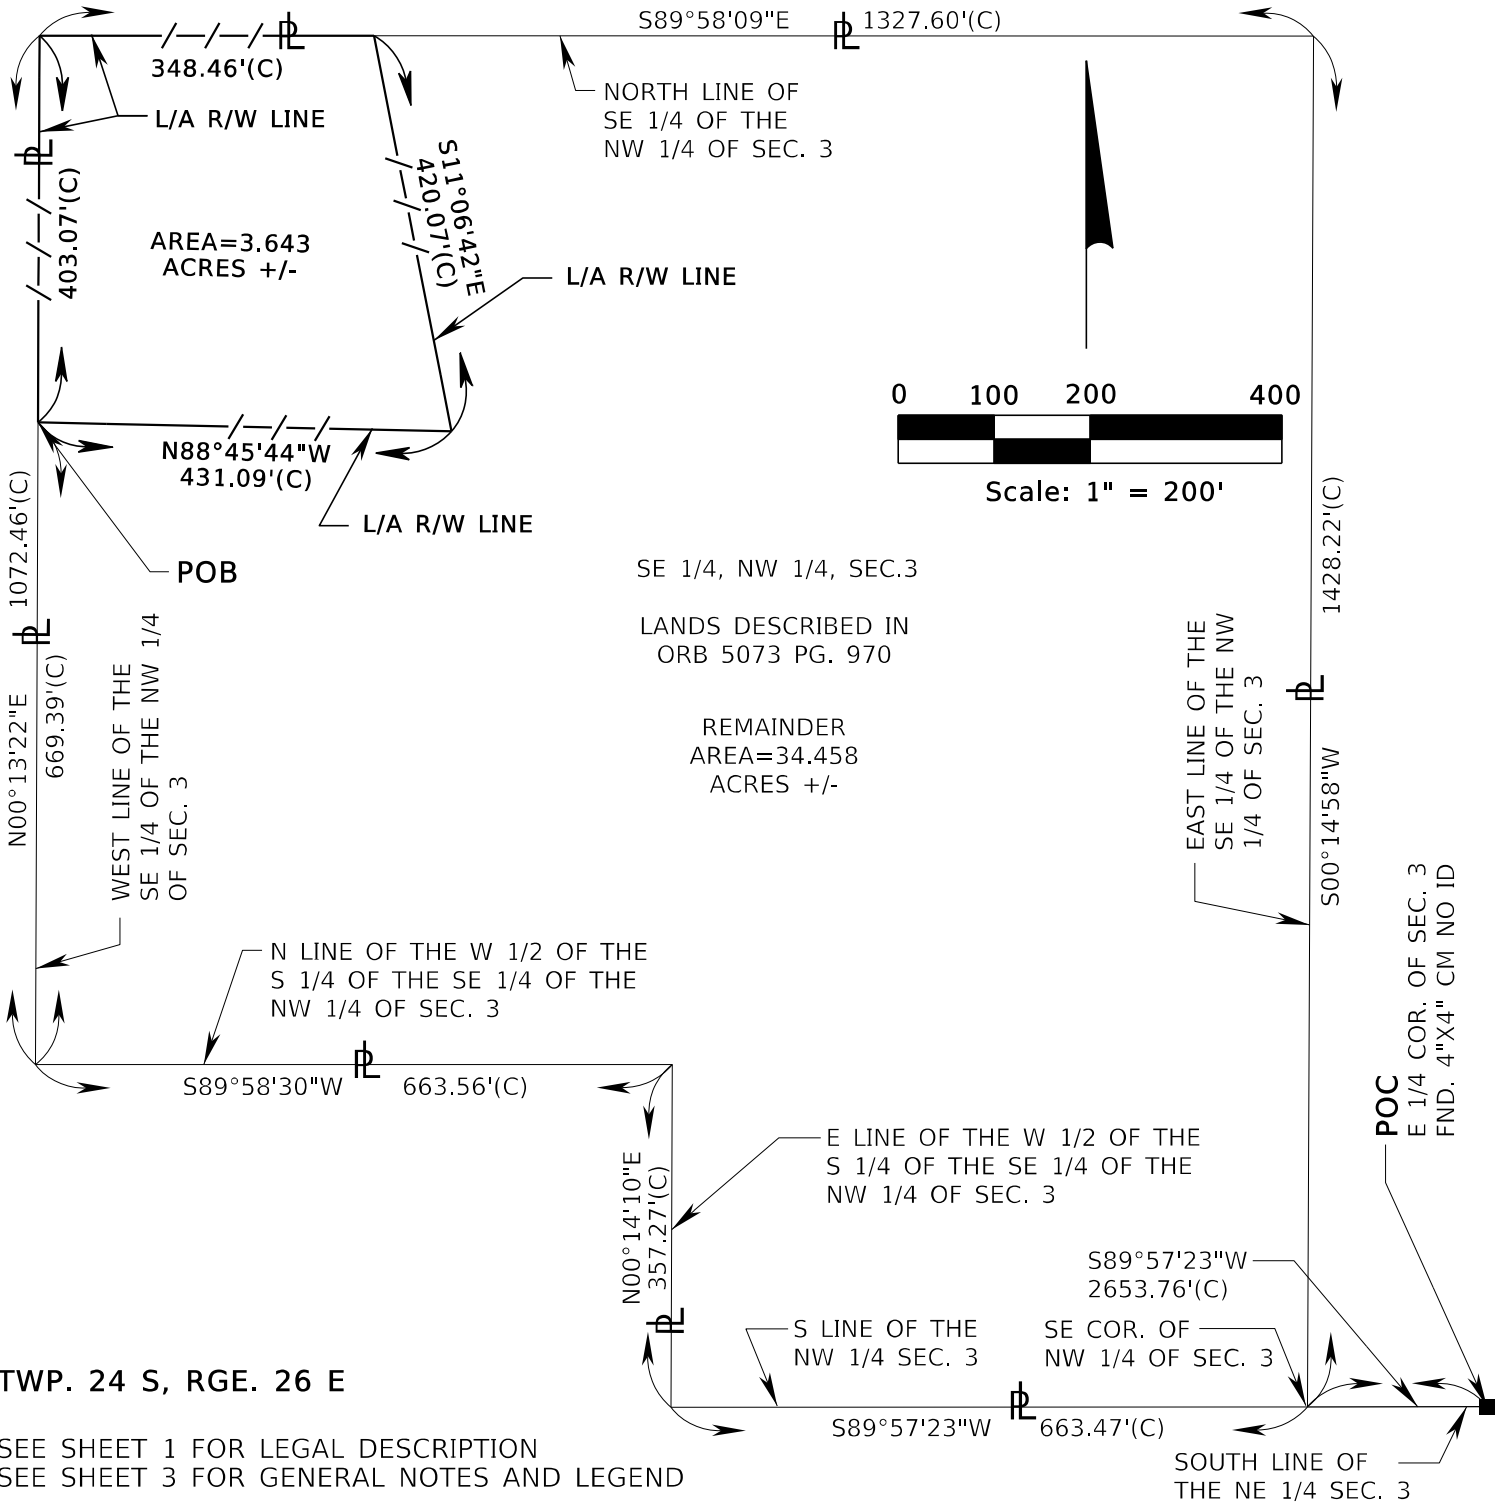 S89°58'09"E 1327.60'(C)
348.46'(C)
L/A R/W LINE
NORTH LINE OF
SE 1/4 OF THE
NW 1/4 OF SEC. 3
403.07'(C)
AREA=3.643
ACRES +/-
S11°06'42"E
420.07'(C)
L/A R/W LINE
0 100 200 400
Scale: 1" = 200'
N88°45'44"W
431.09'(C)
L/A R/W LINE
POB
N00°13'22"E 1072.46'(C)
669.39'(C)
WEST LINE OF THE
SE 1/4 OF THE NW 1/4
OF SEC. 3
SE 1/4, NW 1/4, SEC.3
LANDS DESCRIBED IN
ORB 5073 PG. 970
REMAINDER
AREA=34.458
ACRES +/-
EAST LINE OF THE
SE 1/4 OF THE NW
1/4 OF SEC. 3
S00°14'58"W 1428.22'(C)
N LINE OF THE W 1/2 OF THE
S 1/4 OF THE SE 1/4 OF THE
NW 1/4 OF SEC. 3
S89°58'30"W 663.56'(C)
E LINE OF THE W 1/2 OF THE
S 1/4 OF THE SE 1/4 OF THE
NW 1/4 OF SEC. 3
N00°14'10"E
357.27'(C)
POC
E 1/4 COR. OF SEC. 3
FND. 4"X4" CM NO ID
S89°57'23"W
2653.76'(C)
S LINE OF THE
NW 1/4 SEC. 3
SE COR. OF
NW 1/4 OF SEC. 3
S89°57'23"W 663.47'(C)
SOUTH LINE OF
THE NE 1/4 SEC. 3
TWP. 24 S, RGE. 26 E
SEE SHEET 1 FOR LEGAL DESCRIPTION
SEE SHEET 3 FOR GENERAL NOTES AND LEGEND